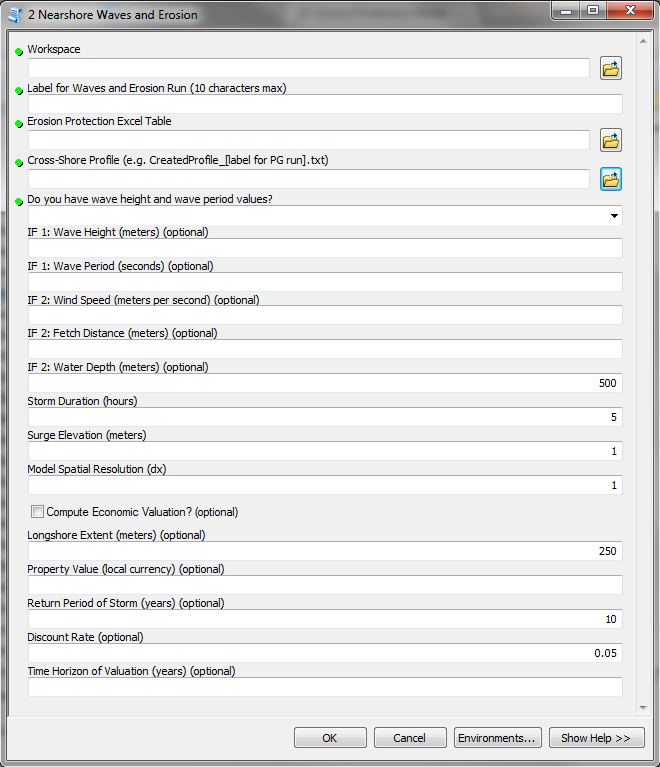 2 Nearshore Waves and Erosion
Workspace
Label for Waves and Erosion Run (10 characters max)
Erosion Protection Excel Table
Cross-Shore Profile (e.g. CreatedProfile_[label for PG run].txt)
Do you have wave height and wave period values?
IF 1: Wave Height (meters) (optional)
IF 1: Wave Period (seconds) (optional)
IF 2: Wind Speed (meters per second) (optional)
IF 2: Fetch Distance (meters) (optional)
IF 2: Water Depth (meters) (optional)
500
Storm Duration (hours)
5
Surge Elevation (meters)
1
Model Spatial Resolution (dx)
1
Compute Economic Valuation? (optional)
Longshore Extent (meters) (optional)
250
Property Value (local currency) (optional)
Return Period of Storm (years) (optional)
10
Discount Rate (optional)
0.05
Time Horizon of Valuation (years) (optional)
OK Cancel Environments... Show Help >>